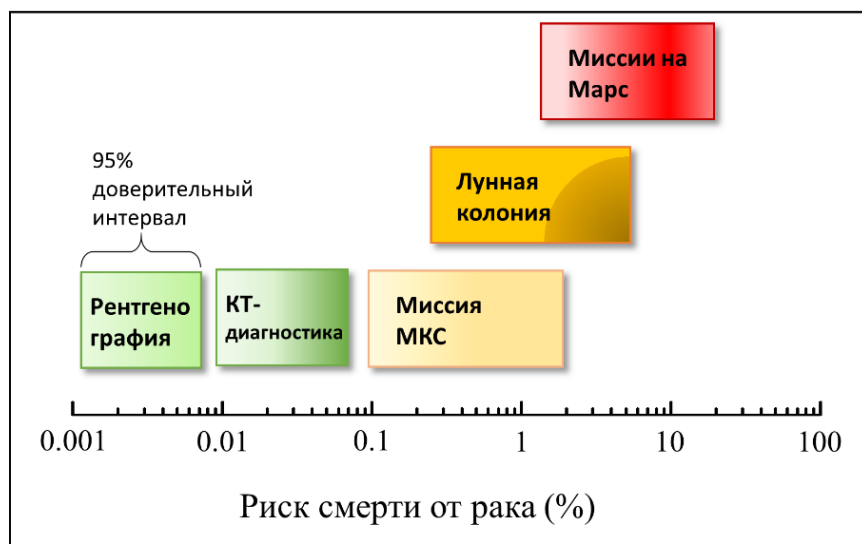 Миссии на
Марс
95%
доверительный
интервал
Лунная
колония
Рентгено
графия
КТ-
диагностика
Миссия
МКС
0.001 0.01 0.1 1 10 100
Риск смерти от рака (%)